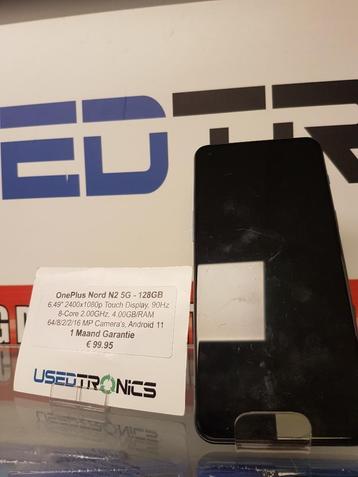 EDTR
OnePlus Nord N2 5G - 128GB
6.49" 2400x1080p Touch Display, 90Hz
8-Core 2.00GHz, 4.00GB/RAM
64/8/2/2/16 MP Camera's, Android 11
1 Maand Garantie
€ 99.95
USEDTRONICS